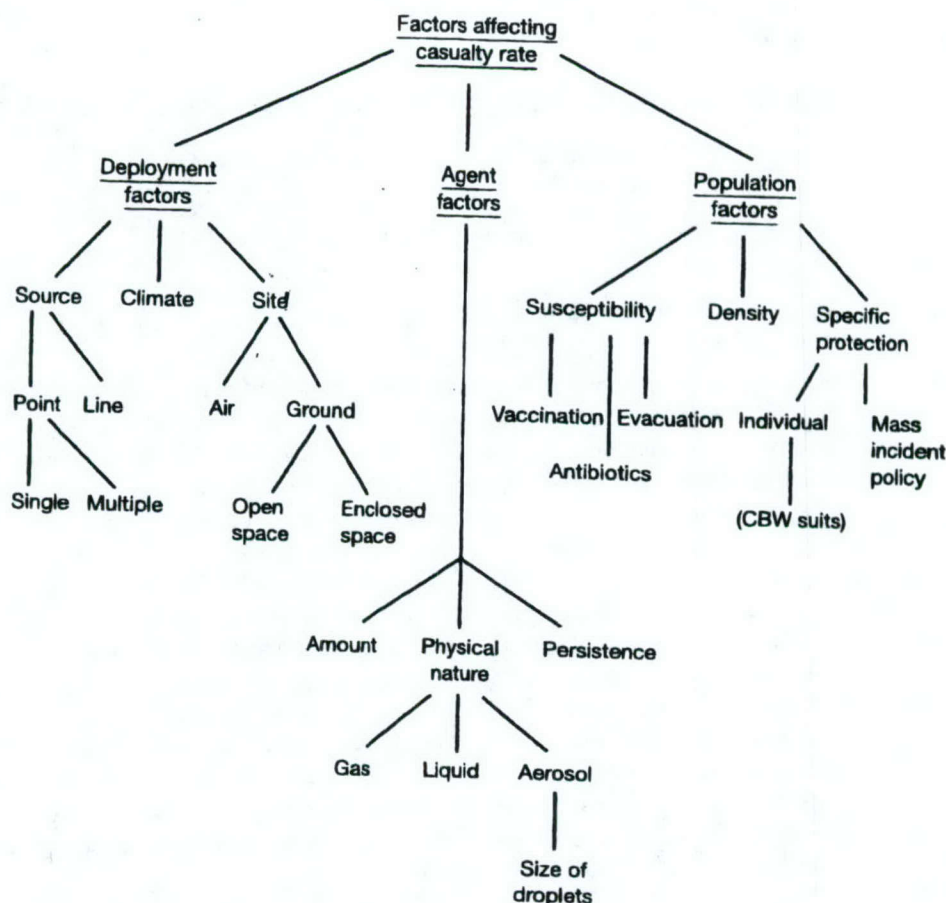 Factors affecting
casualty rate
Deployment
factors
Agent
factors
Population
factors
Source
Climate
Site
Susceptibility
Density
Specific
protection
Point
Line
Air
Ground
Vaccination
Evacuation
Individual
Mass
incident
policy
Antibiotics
Single
Multiple
Open
space
Enclosed
space
(CBW suits)
Amount
Physical
nature
Persistence
Gas
Liquid
Aerosol
Size of
droplets